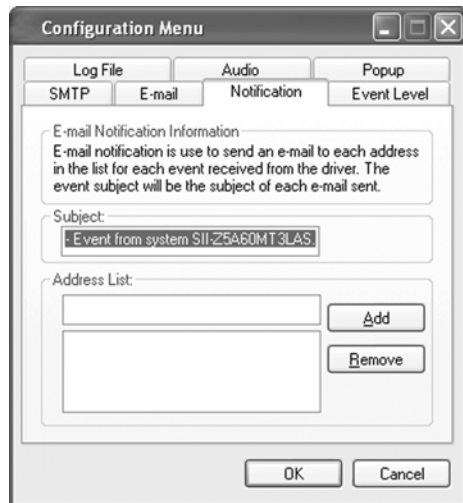 Configuration Menu
Log File Audio Popup
SMTP E-mail Notification Event Level
E-mail Notification Information
E-mail notification is use to send an e-mail to each address
in the list for each event received from the driver. The
event subject will be the subject of each e-mail sent.
Subject:
- Event from system SII-Z5A60MT3LAS.
Address List:
Add
Remove
OK Cancel